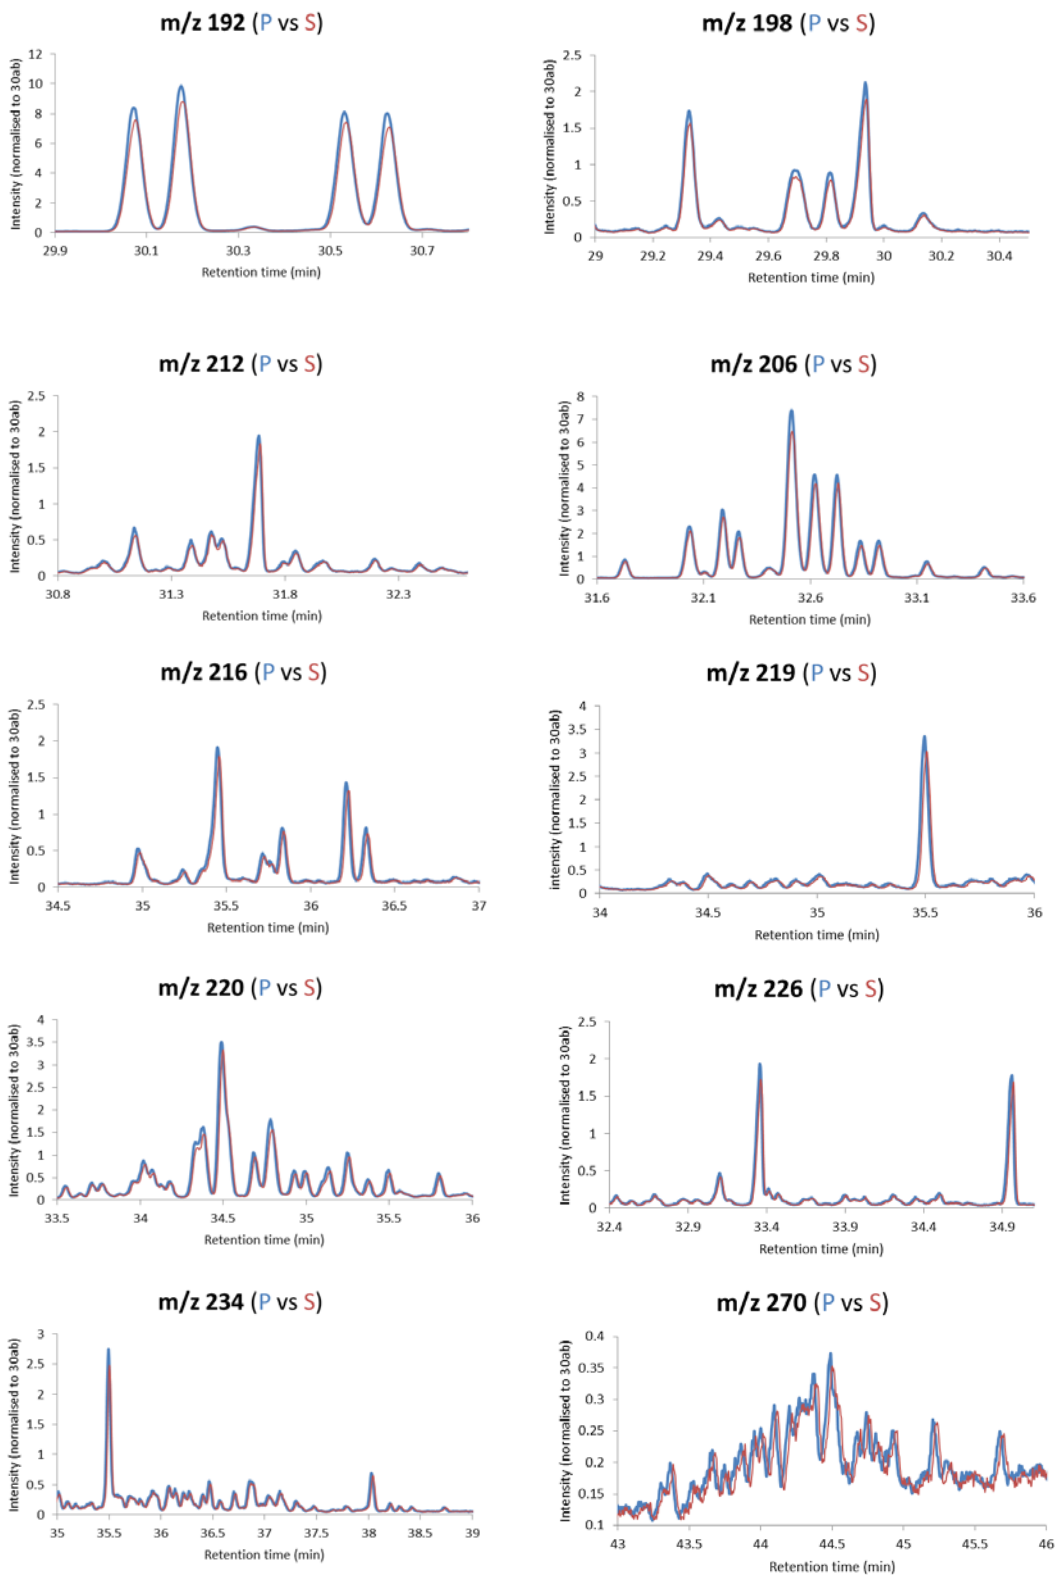 m/z 192 (P vs S)
Intensity (normalised to 30ab)
12
10
8
6
4
2
0
29.9 30.1 30.3 30.5 30.7
Retention time (min)
m/z 198 (P vs S)
Intensity (normalised to 30ab)
2.5
2
1.5
1
0.5
0
29 29.2 29.4 29.6 29.8 30 30.2 30.4
Retention time (min)
m/z 212 (P vs S)
Intensity (normalised to 30ab)
2.5
2
1.5
1
0.5
0
30.8 31.3 31.8 32.3
Retention time (min)
m/z 206 (P vs S)
Intensity (normalised to 30ab)
8
7
6
5
4
3
2
1
0
31.6 32.1 32.6 33.1 33.6
Retention time (min)
m/z 216 (P vs S)
Intensity (normalised to 30ab)
2.5
2
1.5
1
0.5
0
34.5 35 35.5 36 36.5 37
Retention time (min)
m/z 219 (P vs S)
intensity (normalised to 30ab)
4
3.5
3
2.5
2
1.5
1
0.5
0
34 34.5 35 35.5 36
Retention time (min)
m/z 220 (P vs S)
Intensity (normalised to 30ab)
4
3.5
3
2.5
2
1.5
1
0.5
0
33.5 34 34.5 35 35.5 36
Retention time (min)
m/z 226 (P vs S)
Intensity (normalised to 30ab)
2.5
2
1.5
1
0.5
0
32.4 32.9 33.4 33.9 34.4 34.9
Retention time (min)
m/z 234 (P vs S)
Intensity (normalised to 30ab)
3
2.5
2
1.5
1
0.5
0
35 35.5 36 36.5 37 37.5 38 38.5 39
Retention time (min)
m/z 270 (P vs S)
Intensity (normalised to 30ab)
0.4
0.35
0.3
0.25
0.2
0.15
0.1
43 43.5 44 44.5 45 45.5 46
Retention time (min)